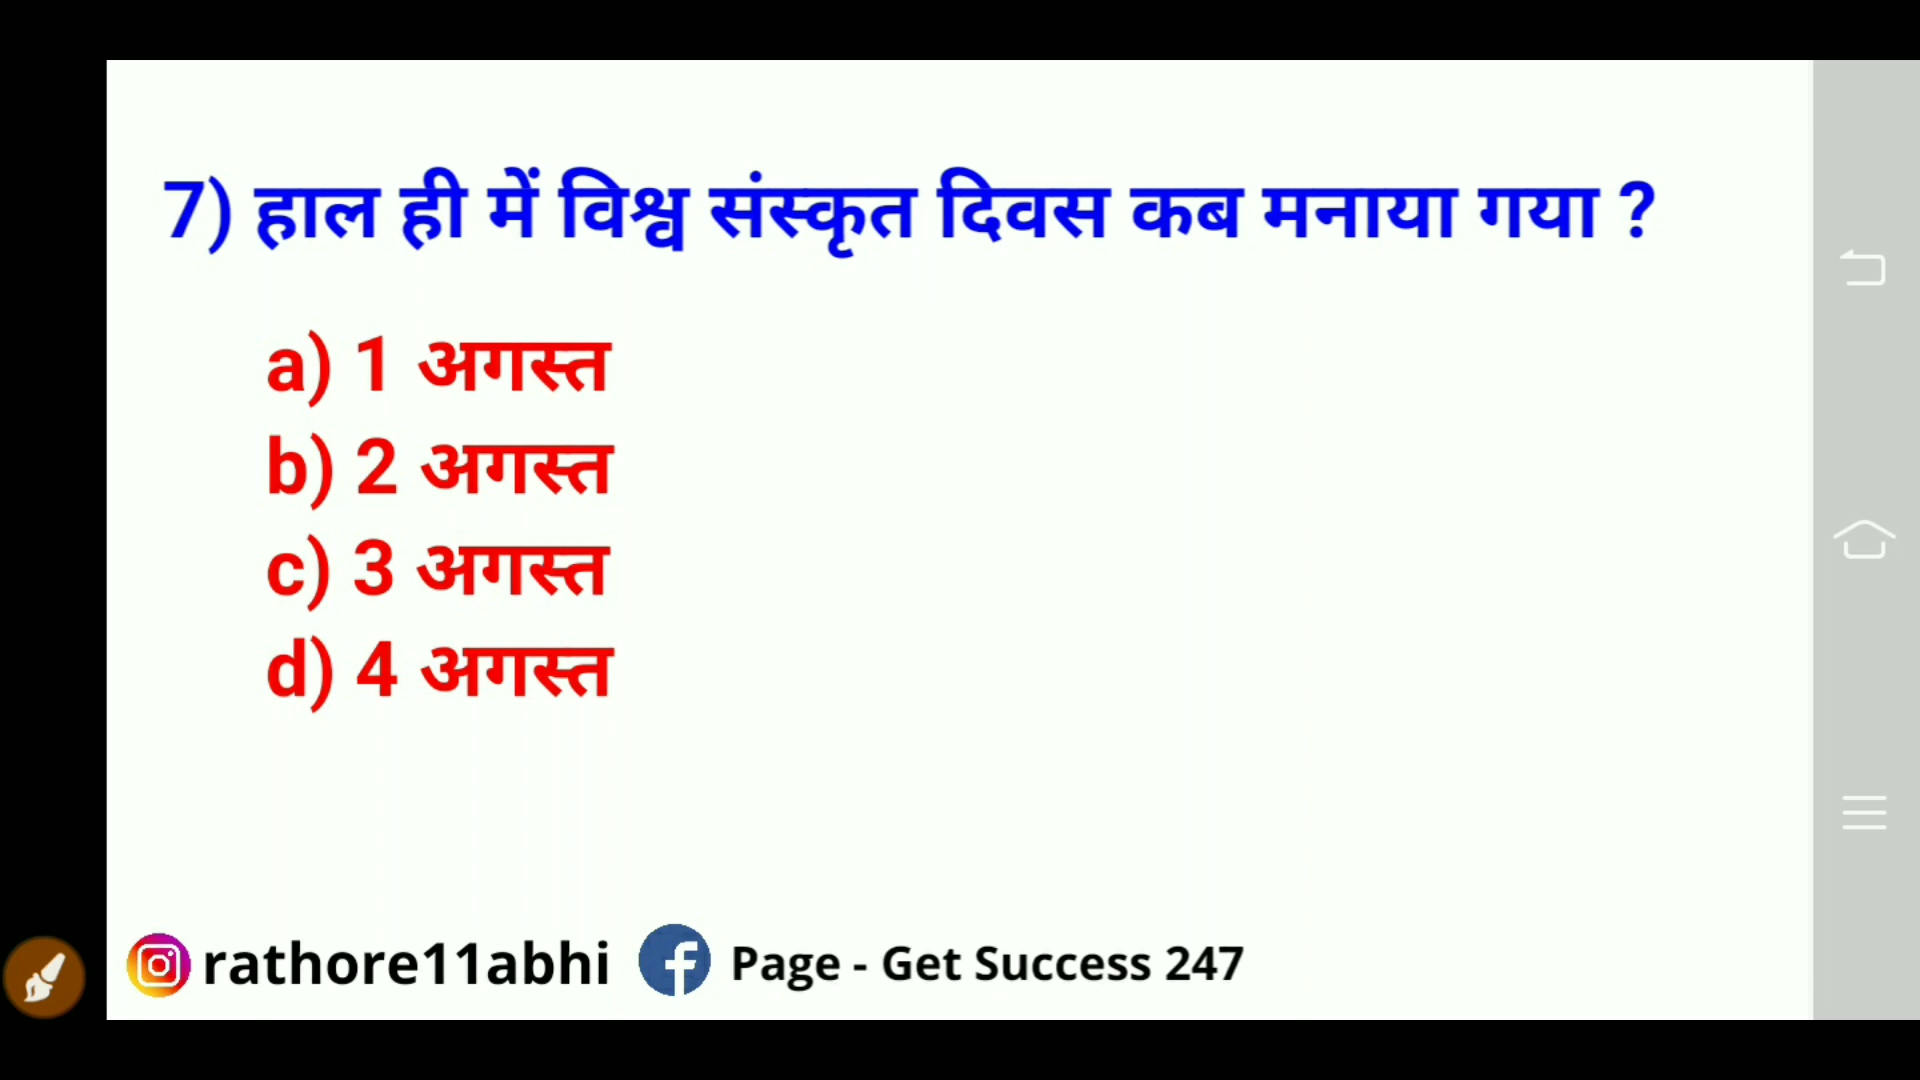 7) हाल ही में विश्व संस्कृत दिवस कब मनाया गया ?
a) 1 अगस्त
b) 2 अगस्त
c) 3 अगस्त
d) 4 अगस्त
rathore11abhi Page - Get Success 247